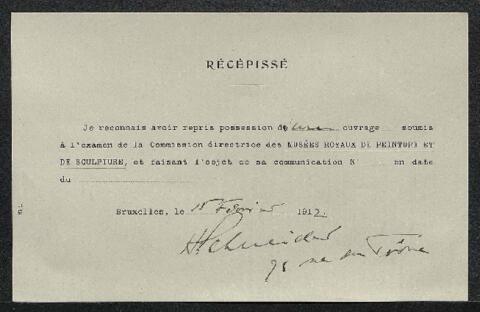 RÉCÉPISSÉ
Je reconnais avoir repris possession de ouvrage soumis
à l'examen de la Commission directrice des MUSÉES ROYAUX DE PEINTURE ET
DE SCULPTURE, et faisant l'objet de sa communication N° en date
du
Bruxelles, le 15 Février 1912.
H Schneider
rue du Trône